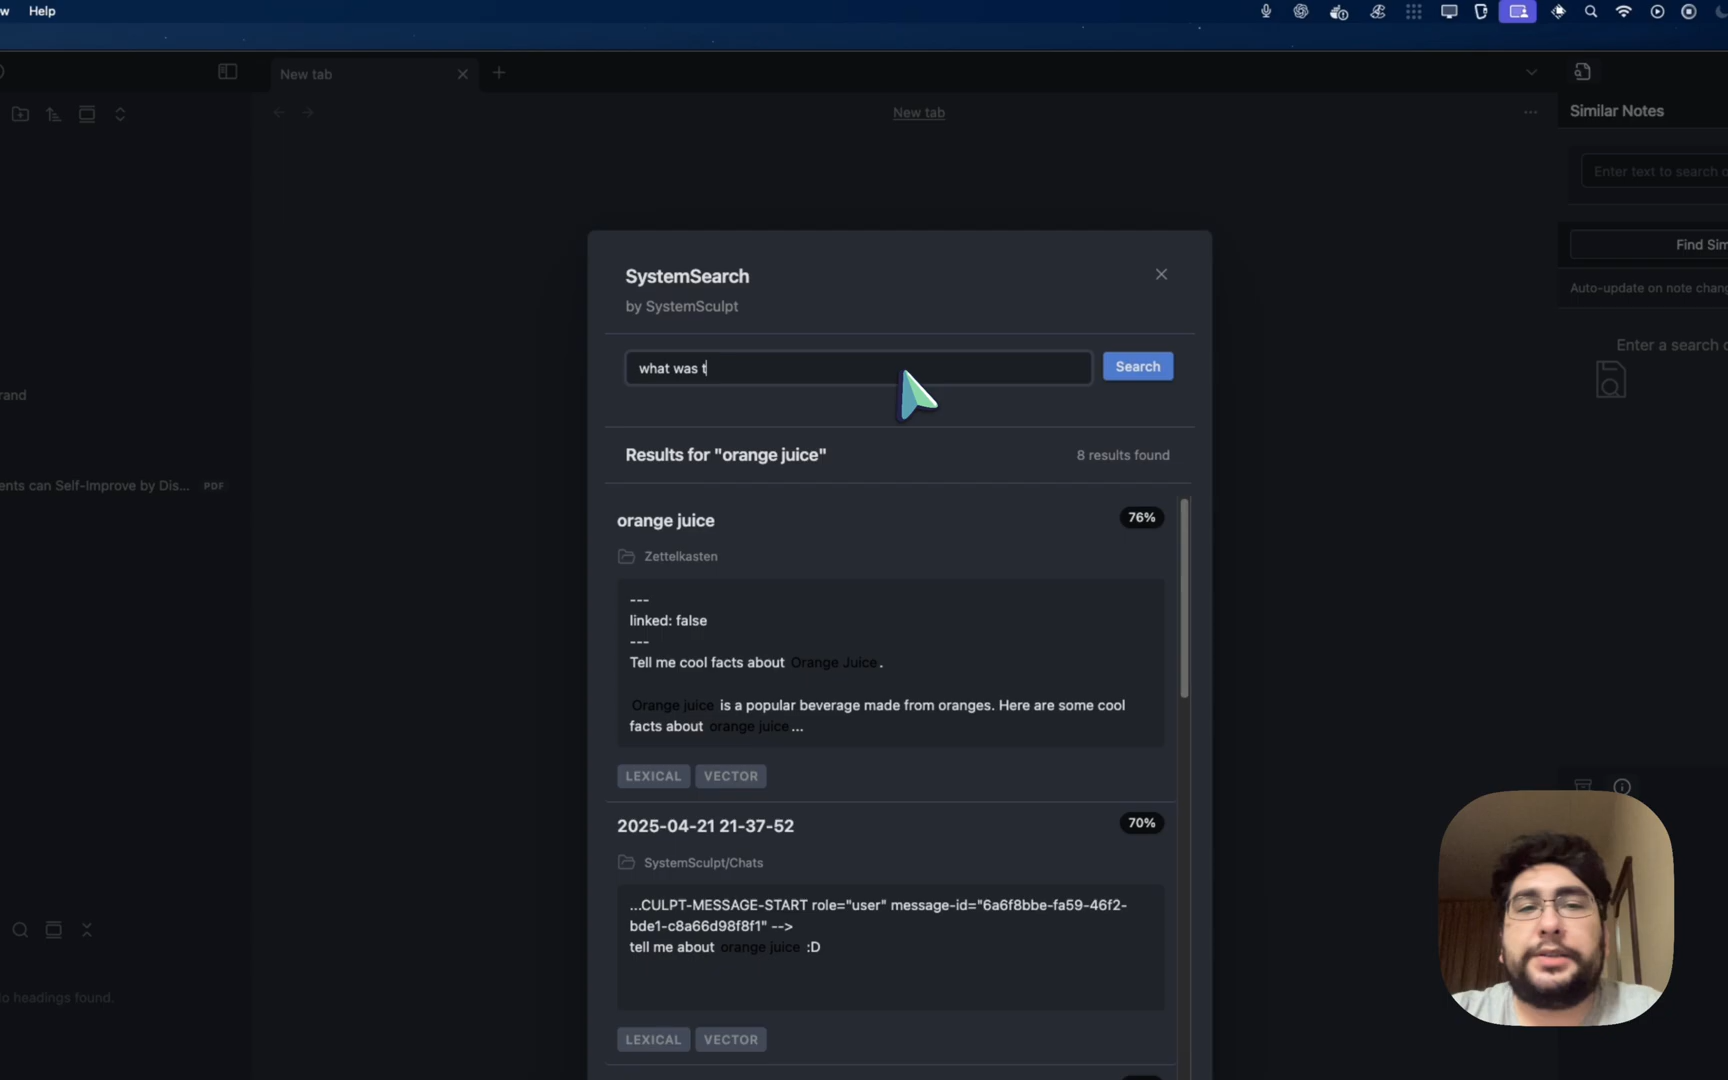 Help
New tab
New tab
Similar Notes
Enter text to search
Find Sim
Auto-update on note chang
Enter a search
rand
ents can Self-Improve by Dis... PDF
o headings found.
SystemSearch
by SystemSculpt
what was t
Search
Results for "orange juice"
8 results found
orange juice
76%
Zettelkasten
---
linked: false
---
Tell me cool facts about Orange Juice.
Orange juice is a popular beverage made from oranges. Here are some cool
facts about orange juice...
LEXICAL VECTOR
2025-04-21 21-37-52
70%
SystemSculpt/Chats
...CULPT-MESSAGE-START role="user" message-id="6a6f8bbe-fa59-46f2-
bde1-c8a66d98f8f1" -->
tell me about orange juice :D
LEXICAL VECTOR